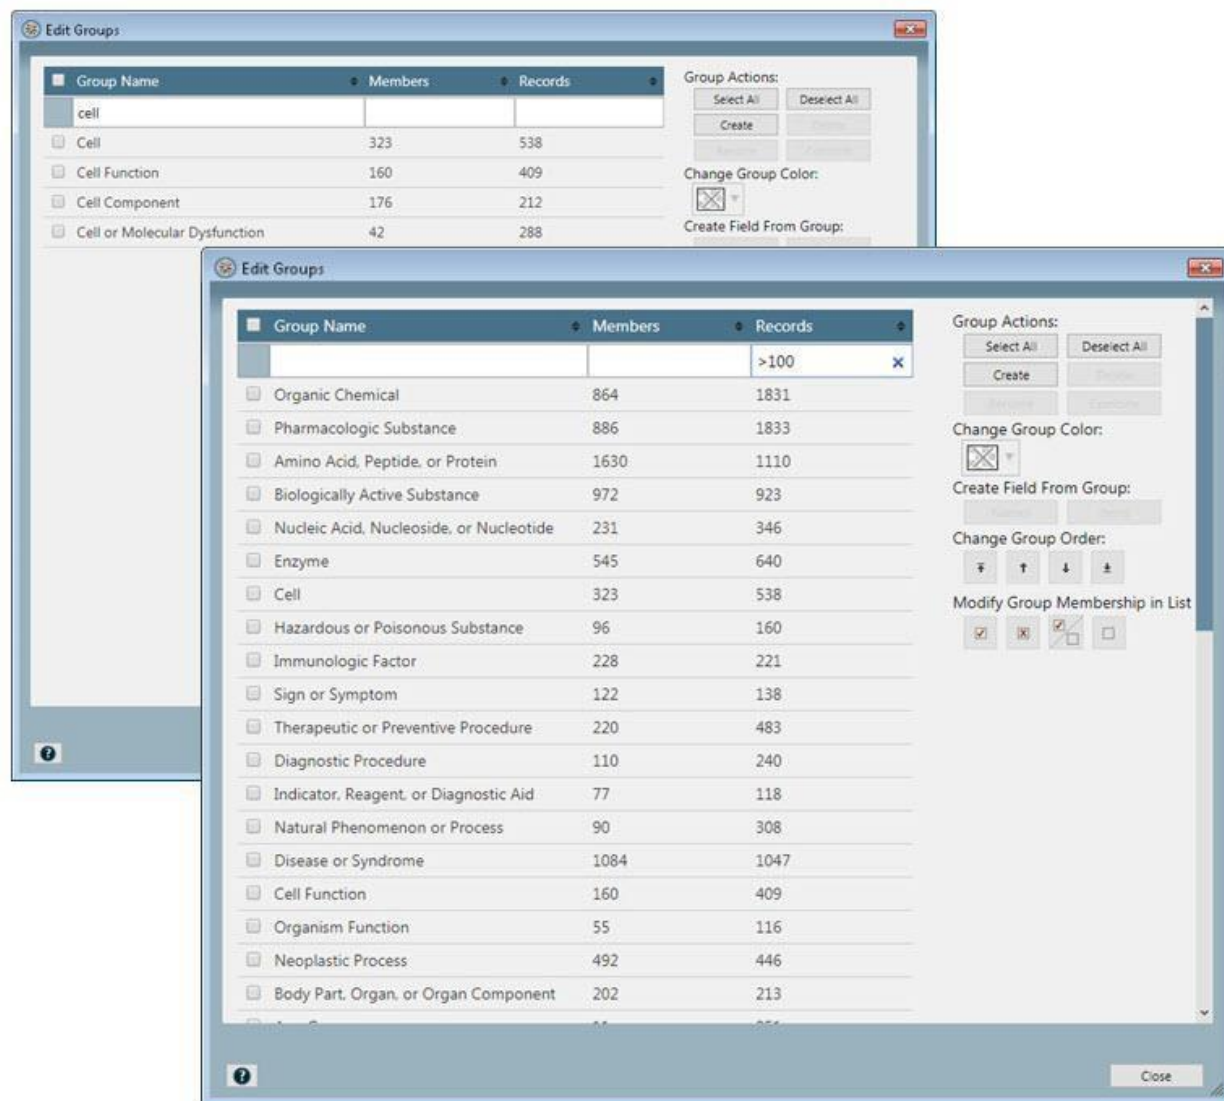 Edit Groups
Group Name Members Records
cell
Cell 323 538
Cell Function 160 409
Cell Component 176 212
Cell or Molecular Dysfunction 42 288
Group Actions:
Select All Deselect All
Create
Change Group Color:
Create Field From Group:
Edit Groups
Group Name Members Records
>100
Organic Chemical 864 1831
Pharmacologic Substance 886 1833
Amino Acid, Peptide, or Protein 1630 1110
Biologically Active Substance 972 923
Nucleic Acid, Nucleoside, or Nucleotide 231 346
Enzyme 545 640
Cell 323 538
Hazardous or Poisonous Substance 96 160
Immunologic Factor 228 221
Sign or Symptom 122 138
Therapeutic or Preventive Procedure 220 483
Diagnostic Procedure 110 240
Indicator, Reagent, or Diagnostic Aid 77 118
Natural Phenomenon or Process 90 308
Disease or Syndrome 1084 1047
Cell Function 160 409
Organism Function 55 116
Neoplastic Process 492 446
Body Part, Organ, or Organ Component 202 213
Group Actions:
Select All Deselect All
Create
Change Group Color:
Create Field From Group:
Change Group Order:
Modify Group Membership in List
Close